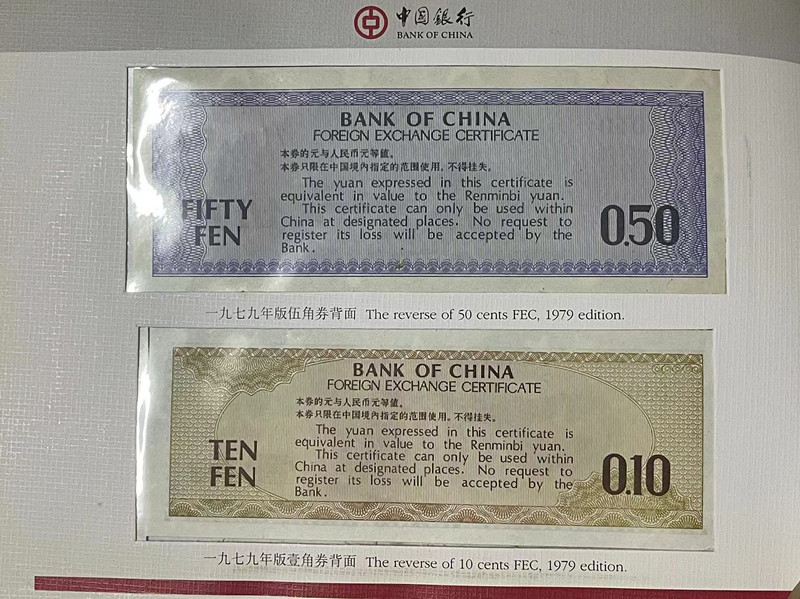 中国银行
BANK OF CHINA
BANK OF CHINA
FOREIGN EXCHANGE CERTIFICATE
本券的元与人民币元等值。
本券只限在中国境内指定的范围使用，不得挂失。
The yuan expressed in this certificate is
equivalent in value to the Renminbi yuan.
This certificate can only be used within
China at designated places. No request to
register its loss will be accepted by the
Bank.
FIFTY
FEN
0.50
一九七九年版伍角券背面 The reverse of 50 cents FEC, 1979 edition.
BANK OF CHINA
FOREIGN EXCHANGE CERTIFICATE
本券的元与人民币元等值。
本券只限在中国境内指定的范围使用，不得挂失。
The yuan expressed in this certificate is
equivalent in value to the Renminbi yuan.
This certificate can only be used within
China at designated places. No request to
register its loss will be accepted by the
Bank.
TEN
FEN
0.10
一九七九年版壹角券背面 The reverse of 10 cents FEC, 1979 edition.